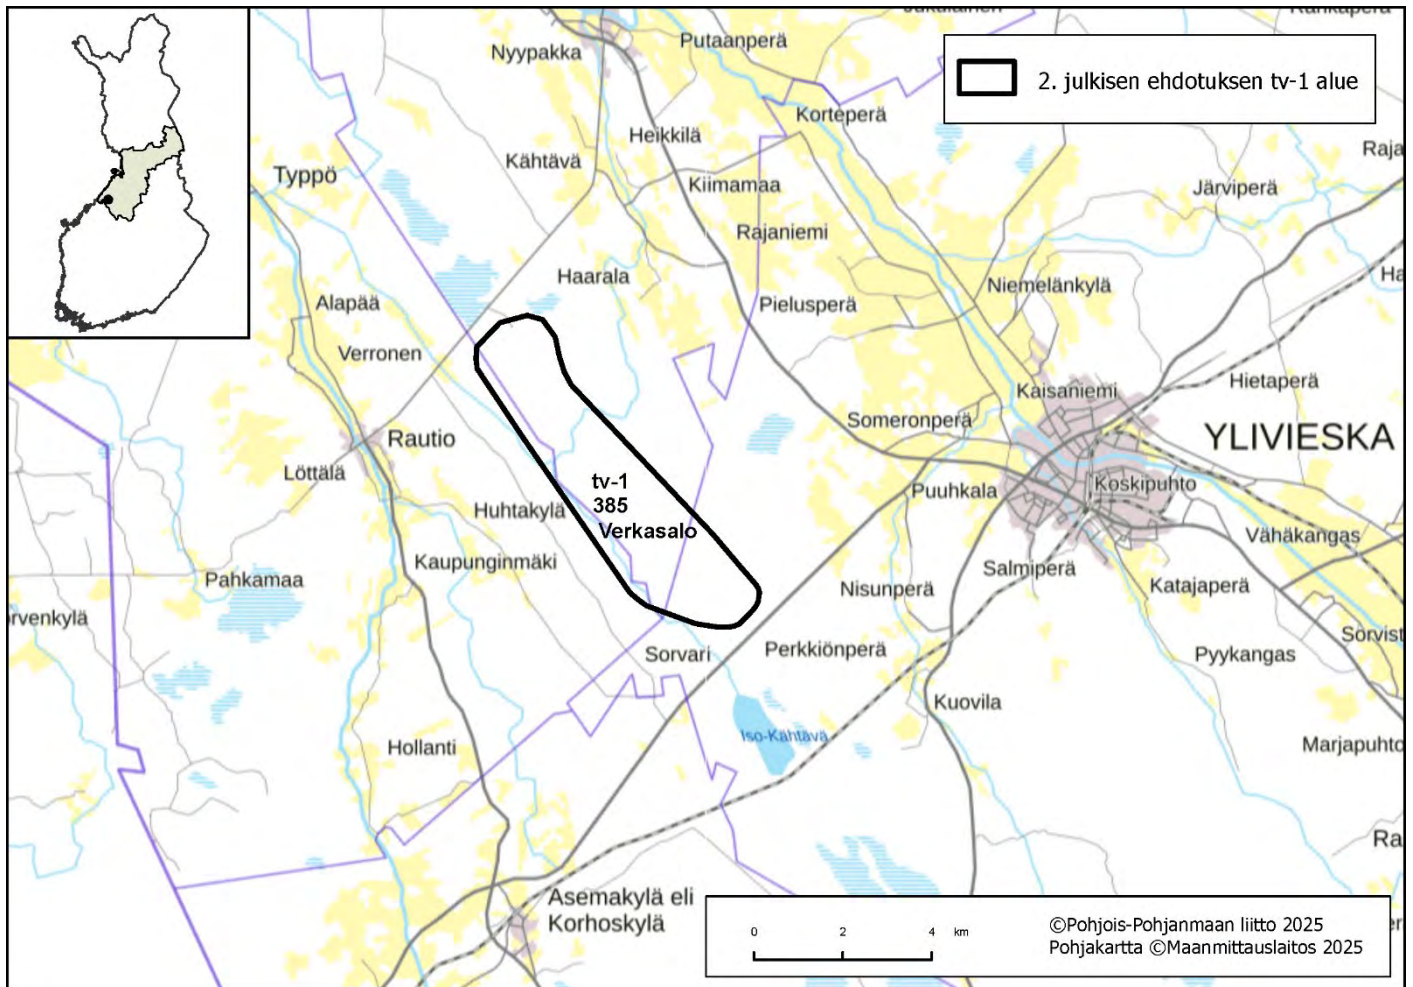 Nyypakka
Putaanperä
2. julkisen ehdotuksen tv-1 alue
Korteperä
Heikkilä
Kähtävä
Typpö
Kiimamaa
Järviperä
Rajaniemi
Haarala
Niemelänkylä
Alapää
Pielusperä
Verronen
Kaisaniemi
Hietaperä
Someronperä
Rautio
YLIVIESKA
Löttälä
tv-1
385
Verkasalo
Puuhkala
Koskipuhto
Huhtakylä
Vähäkangas
Kaupunginmäki
Pahkamaa
Salmiperä
Nisunperä
Katajaperä
Sorvari
Perkkiönperä
Pyykangas
Kuovila
Iso-Kähtävä
Hollanti
Marjapuhto
Asemakylä eli
Korhoskylä
0 2 4 km
©Pohjois-Pohjanmaan liitto 2025
Pohjakartta ©Maanmittauslaitos 2025